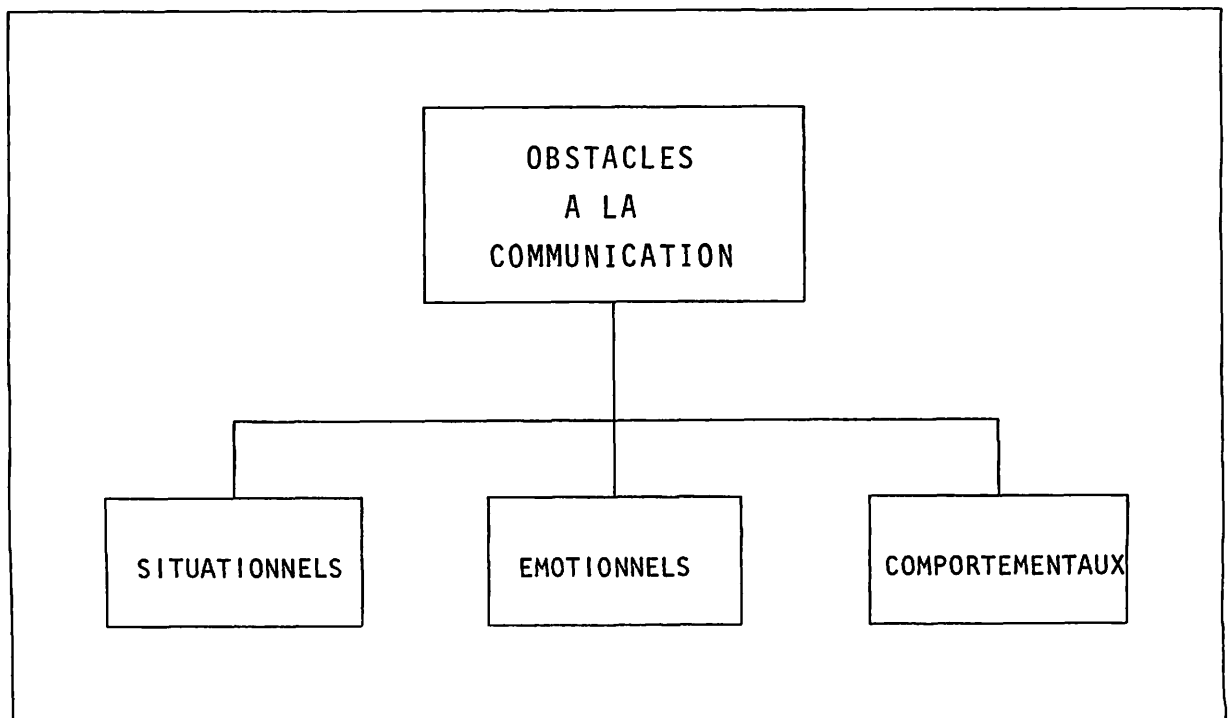 OBSTACLES
A LA
COMMUNICATION
SITUATIONNELS
EMOTIONNELS
COMPORTEMENTAUX